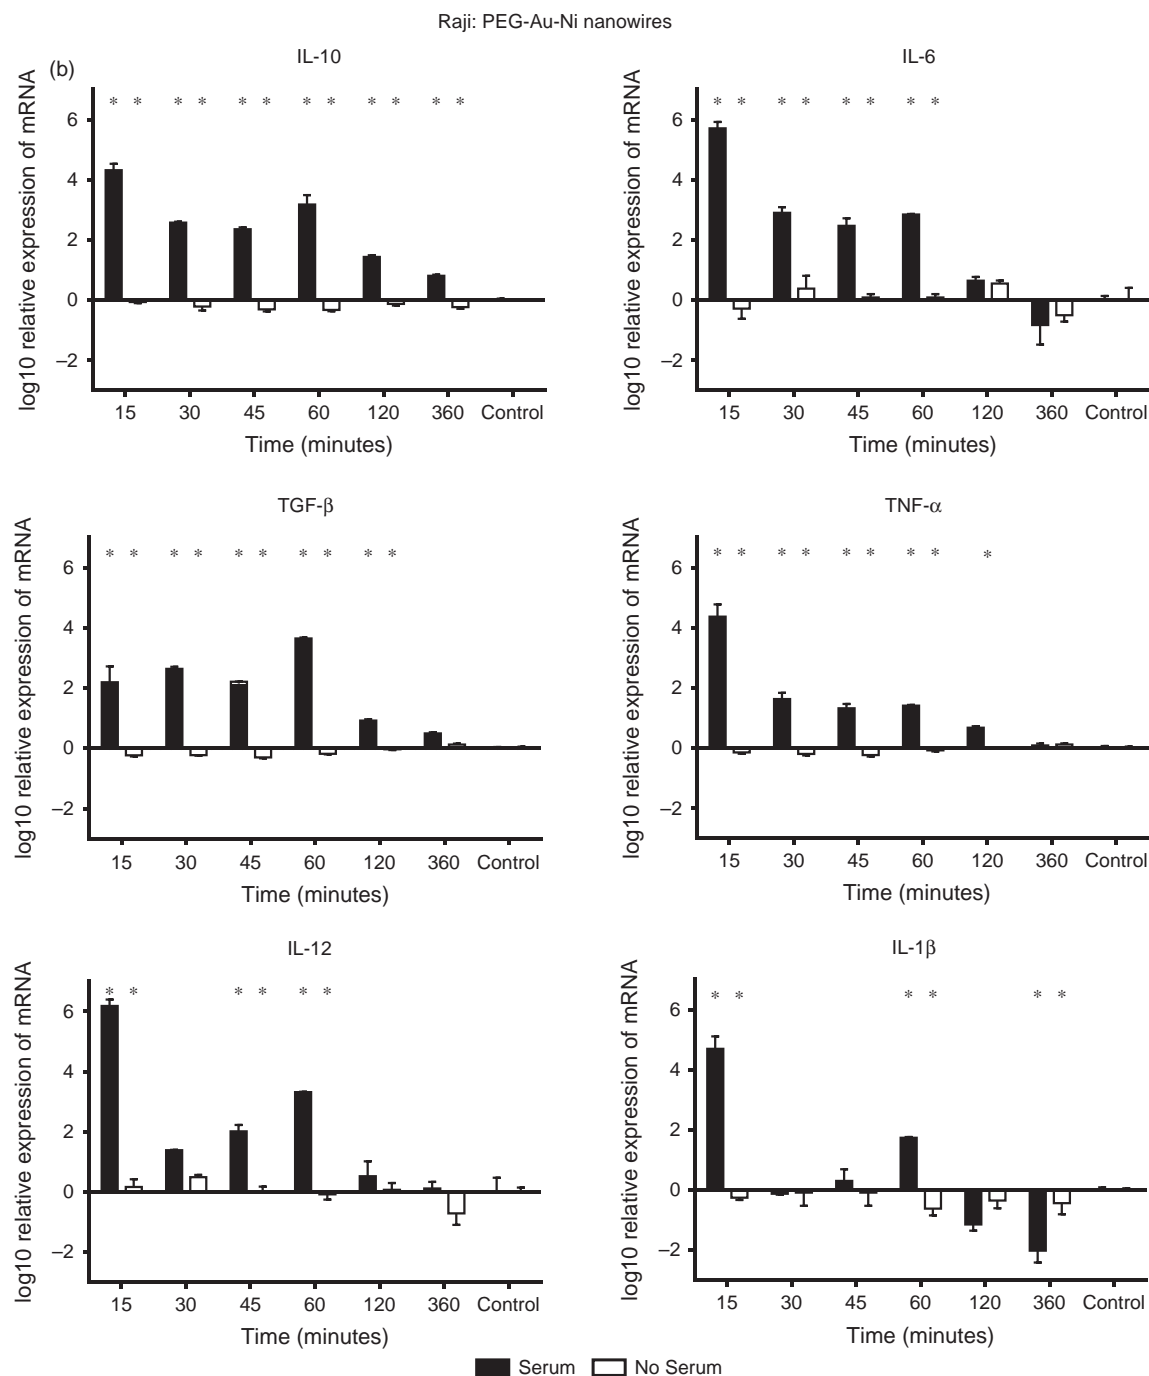 Raji: PEG-Au-Ni nanowires
(b)
IL-10
log10 relative expression of mRNA
* * * * * * * * * * * *
6
4
2
0
–2
15 30 45 60 120 360 Control
Time (minutes)
IL-6
log10 relative expression of mRNA
* * * * * * * *
6
4
2
0
–2
15 30 45 60 120 360 Control
Time (minutes)
TGF-β
log10 relative expression of mRNA
* * * * * * * * * *
6
4
2
0
–2
15 30 45 60 120 360 Control
Time (minutes)
TNF-α
log10 relative expression of mRNA
* * * * * * * * *
6
4
2
0
–2
15 30 45 60 120 360 Control
Time (minutes)
IL-12
log10 relative expression of mRNA
* * * * * *
6
4
2
0
–2
15 30 45 60 120 360 Control
Time (minutes)
IL-1β
log10 relative expression of mRNA
* * * * * *
6
4
2
0
–2
15 30 45 60 120 360 Control
Time (minutes)
Serum No Serum